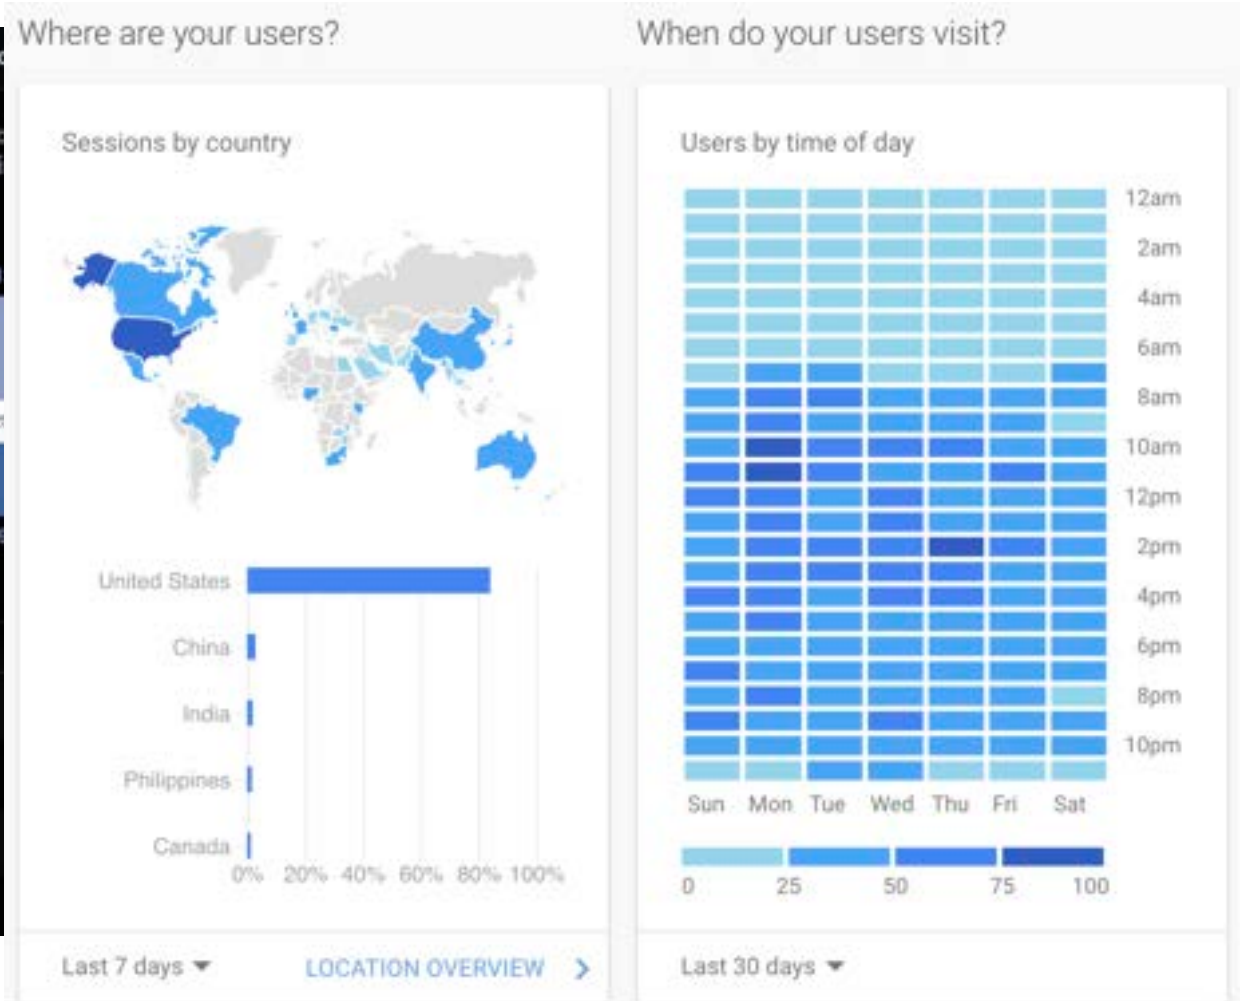 Where are your users?
Sessions by country
United States
China
India
Philippines
Canada
0% 20% 40% 60% 80% 100%
Last 7 days
LOCATION OVERVIEW
When do your users visit?
Users by time of day
12am
2am
4am
6am
8am
10am
12pm
2pm
4pm
6pm
8pm
10pm
Sun Mon Tue Wed Thu Fri Sat
0 25 50 75 100
Last 30 days